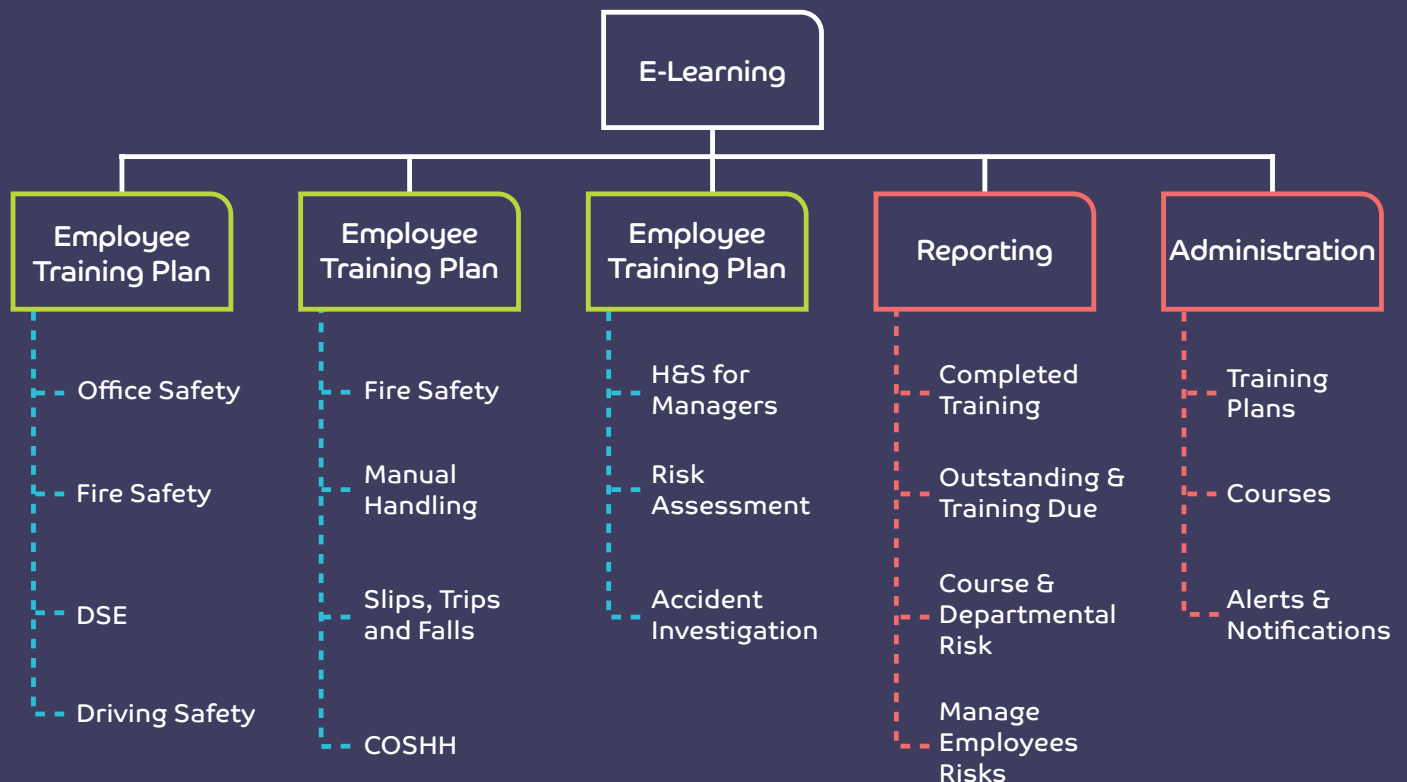 E-Learning
Employee
Training Plan
Employee
Training Plan
Employee
Training Plan
Reporting
Administration
Office Safety
Fire Safety
DSE
Driving Safety
Fire Safety
Manual
Handling
Slips, Trips
and Falls
COSHH
H&S for
Managers
Risk
Assessment
Accident
Investigation
Completed
Training
Outstanding &
Training Due
Course &
Departmental
Risk
Manage
Employees
Risks
Training
Plans
Courses
Alerts &
Notifications